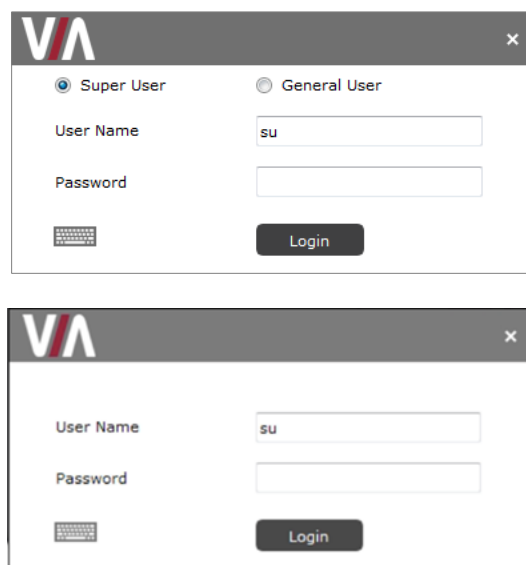 VIA
×
Super User General User
User Name su
Password
Login
VIA
×
User Name su
Password
Login